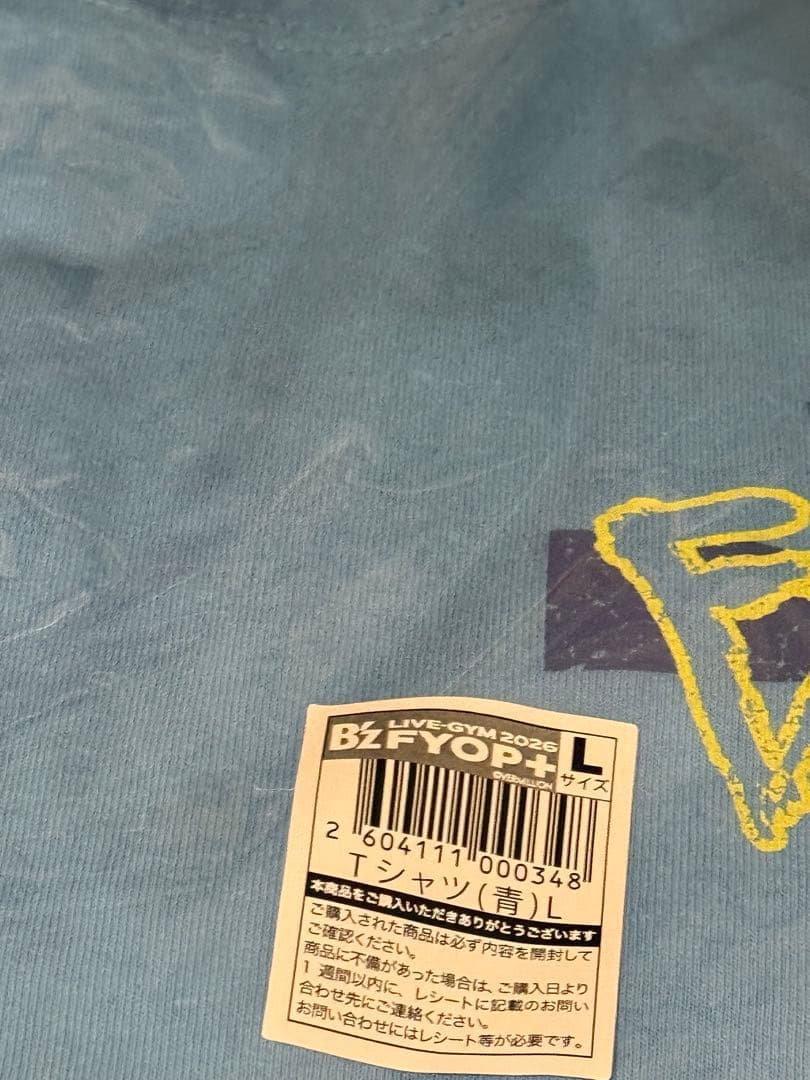 B'z LIVE-GYM 2026
FYOP+
©VERMILLION
L
サイズ
2 604111 000348
Tシャツ(青)L
本商品をご購入いただきありがとうございます
ご購入された商品は必ず内容を開封して
ご確認ください。
商品に不備があった場合は、ご購入日より
1週間以内に、レシートに記載のお問い
合わせ先にご連絡ください。
お問い合わせにはレシート等が必要です。